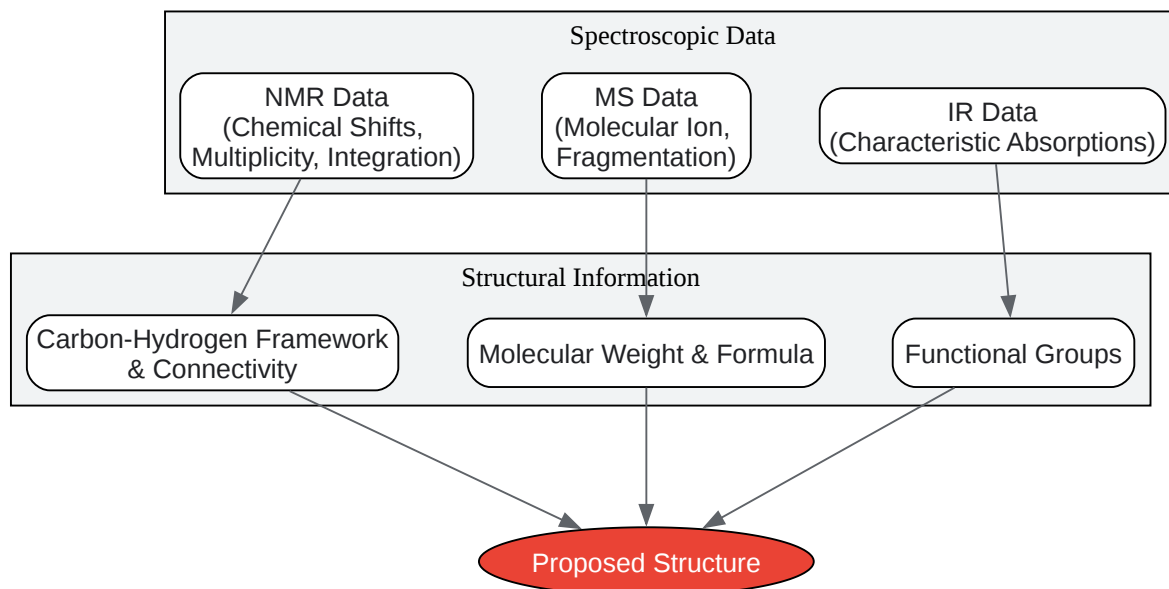 Spectroscopic Data
NMR Data
(Chemical Shifts,
Multiplicity, Integration)
MS Data
(Molecular Ion,
Fragmentation)
IR Data
(Characteristic Absorptions)
Structural Information
Carbon-Hydrogen Framework
& Connectivity
Molecular Weight & Formula
Functional Groups
Proposed Structure